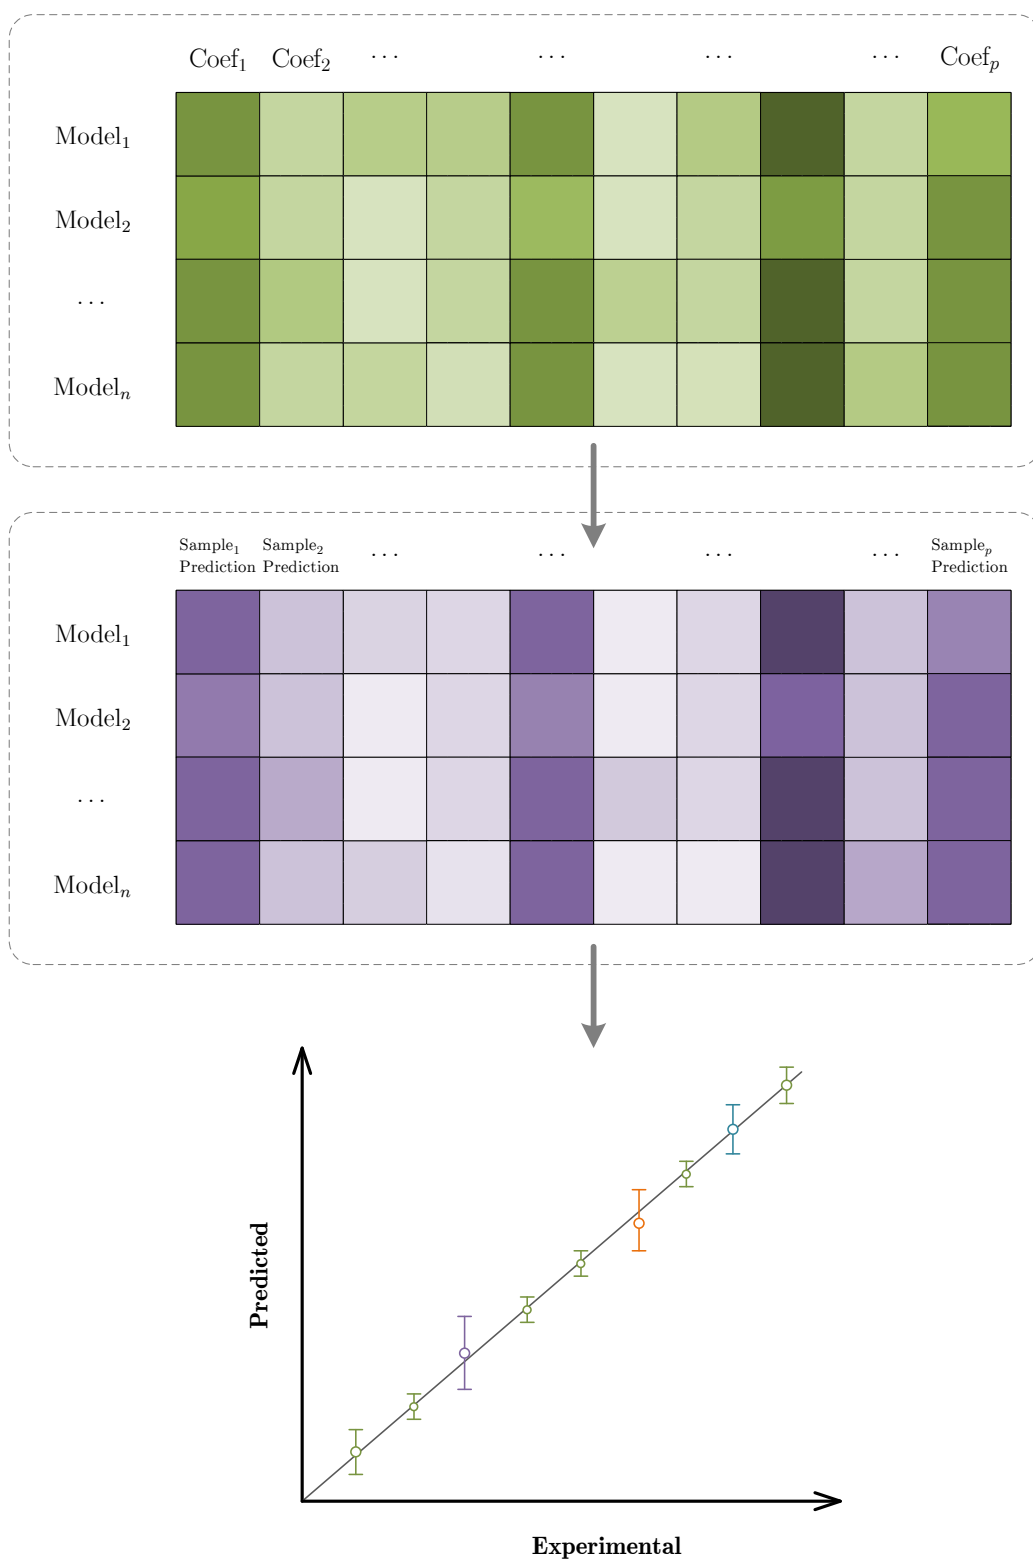 Coef₁ Coef₂ ... ... ... ... Coefₚ
Model₁
Model₂
...
Modelₙ
Sample₁ Prediction Sample₂ Prediction ... ... ... ... Sampleₚ Prediction
Model₁
Model₂
...
Modelₙ
Predicted
Experimental